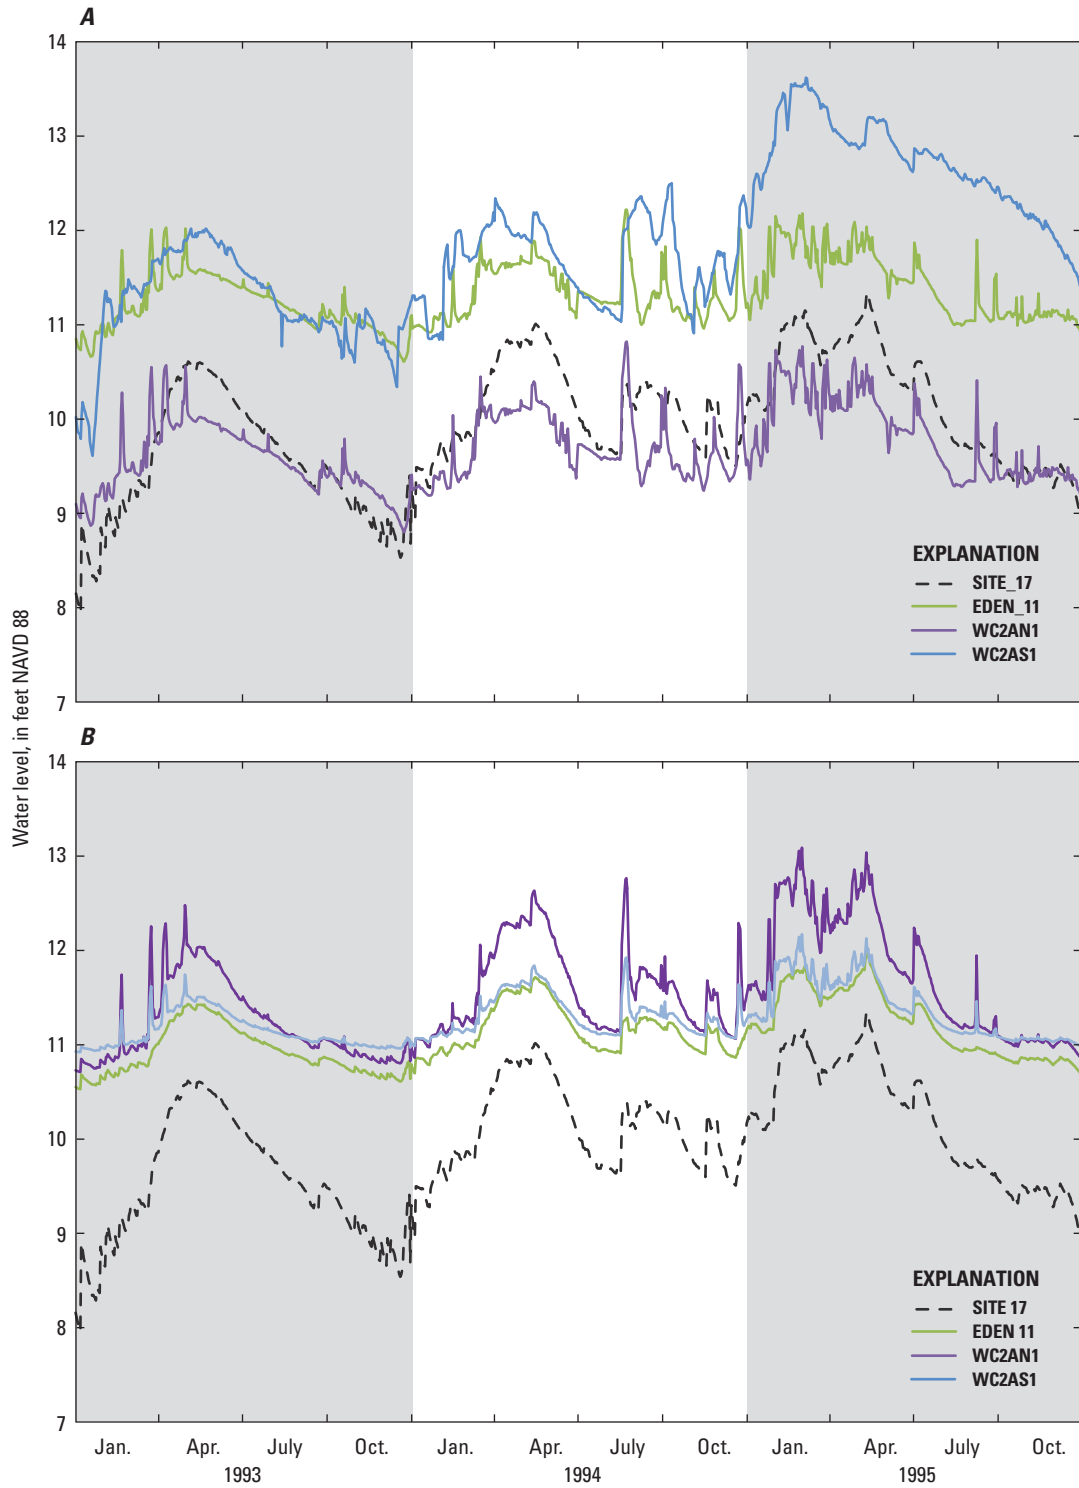 A
14
13
12
11
10
9
8
7
EXPLANATION
SITE_17
EDEN_11
WC2AN1
WC2AS1
Water level, in feet NAVD 88
B
14
13
12
11
10
9
8
7
EXPLANATION
SITE 17
EDEN 11
WC2AN1
WC2AS1
Jan. Apr. July Oct. Jan. Apr. July Oct. Jan. Apr. July Oct.
1993 1994 1995